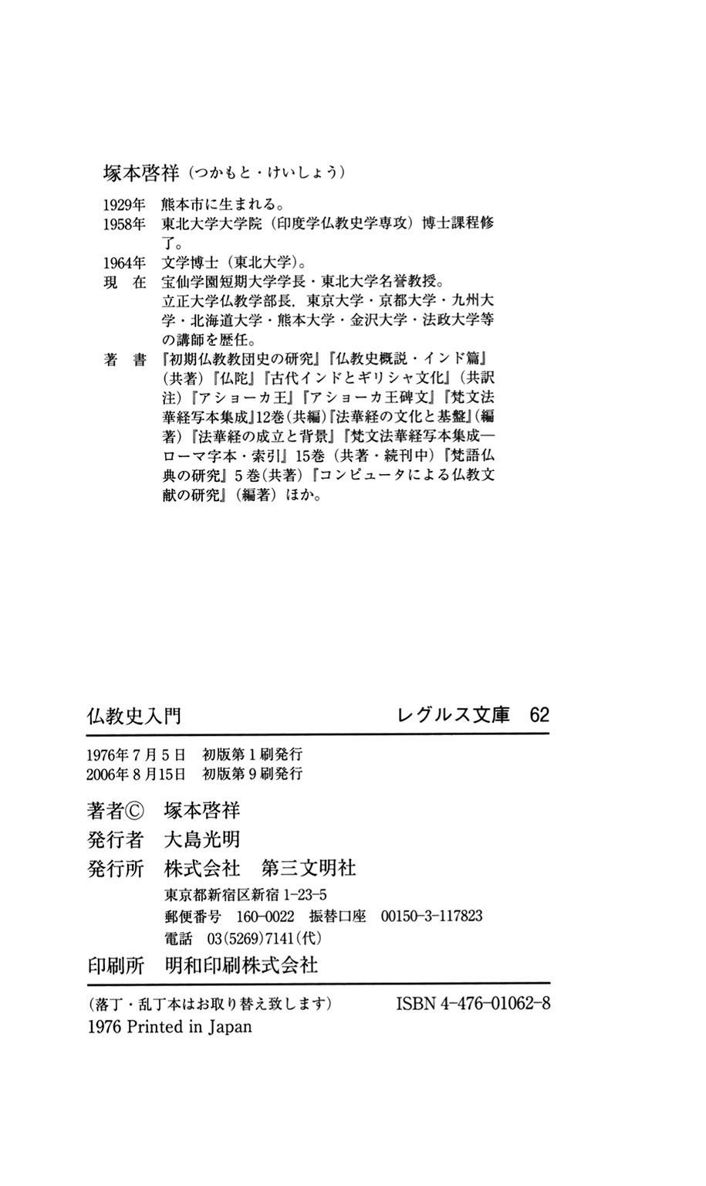 塚本啓祥(つかもと・けいしょう)
1929年 熊本市に生まれる。
1958年 東北大学大学院(印度学仏教史学専攻)博士課程修
了。
1964年 文学博士(東北大学)。
現 在 宝仙学園短期大学学長・東北大学名誉教授。
立正大学仏教学部長,東京大学・京都大学・九州大
学・北海道大学・熊本大学・金沢大学・法政大学等
の講師を歴任。
著 書 『初期仏教教団史の研究』『仏教史概説・インド篇』
(共著)『仏陀』『古代インドとギリシャ文化』(共訳
注)『アショーカ王』『アショーカ王碑文』『梵文法
華経写本集成』12巻(共編)『法華経の文化と基盤』(編
著)『法華経の成立と背景』『梵文法華経写本集成―
ローマ字本・索引』15巻(共著・続刊中)『梵語仏
典の研究』5巻(共著)『コンピュータによる仏教文
献の研究』(編著)ほか。
仏教史入門 レグルス文庫 62
1976年7月5日 初版第1刷発行
2006年8月15日 初版第9刷発行
著者© 塚本啓祥
発行者 大島光明
発行所 株式会社 第三文明社
東京都新宿区新宿1-23-5
郵便番号 160-0022 振替口座 00150-3-117823
電話 03(5269)7141(代)
印刷所 明和印刷株式会社
(落丁・乱丁本はお取り替え致します) ISBN 4-476-01062-8
1976 Printed in Japan